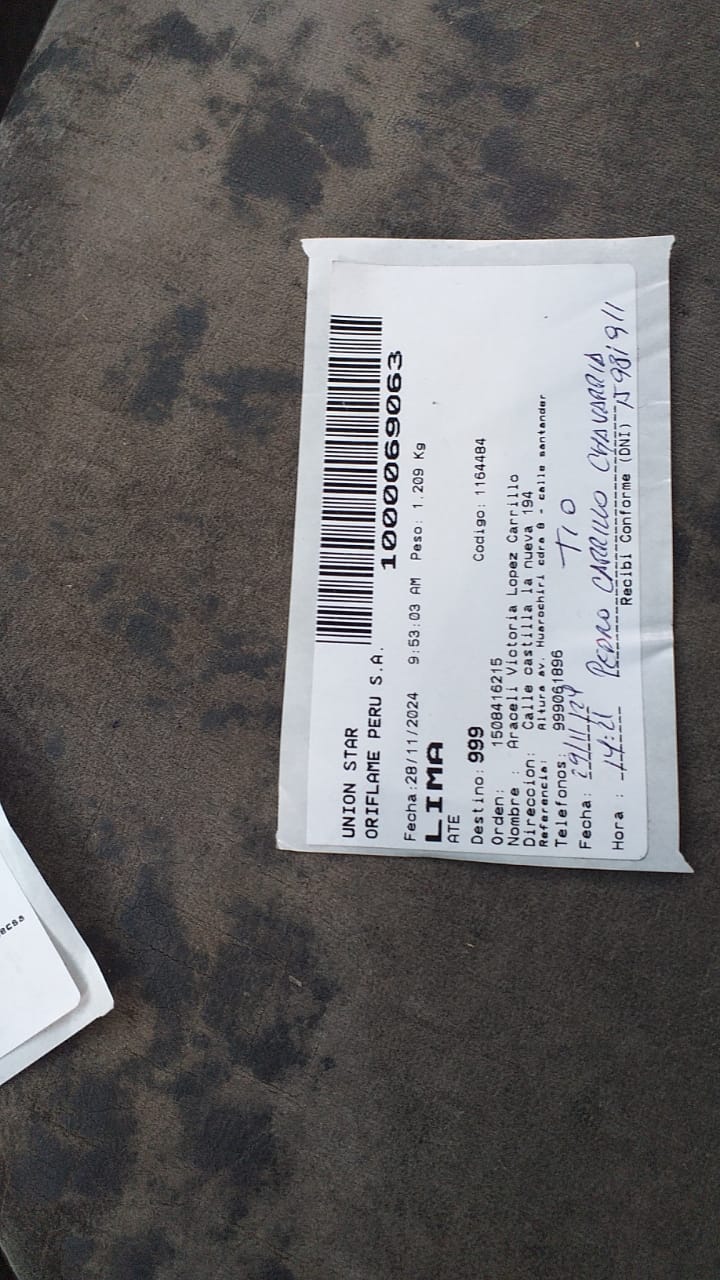 UNION STAR
ORIFLAME PERU S.A.
1000069063
Fecha:28/11/2024 9:53:03 AM Peso: 1.209 Kg
LIMA
ATE
Destino: 999 Codigo: 1164484
Orden: 1508416215
Nombre : Araceli Victoria Lopez Carrillo
Direccion: Calle castilla la nueva 194
Referencia: Altura av. Huarochiri cdra 8 - calle santander
Telefonos: 999061896 TIO
Fecha: 29/11/24 PEDRO CARRILLO CHAVARRIA
Hora : 14:21 Recibi Conforme (DNI)